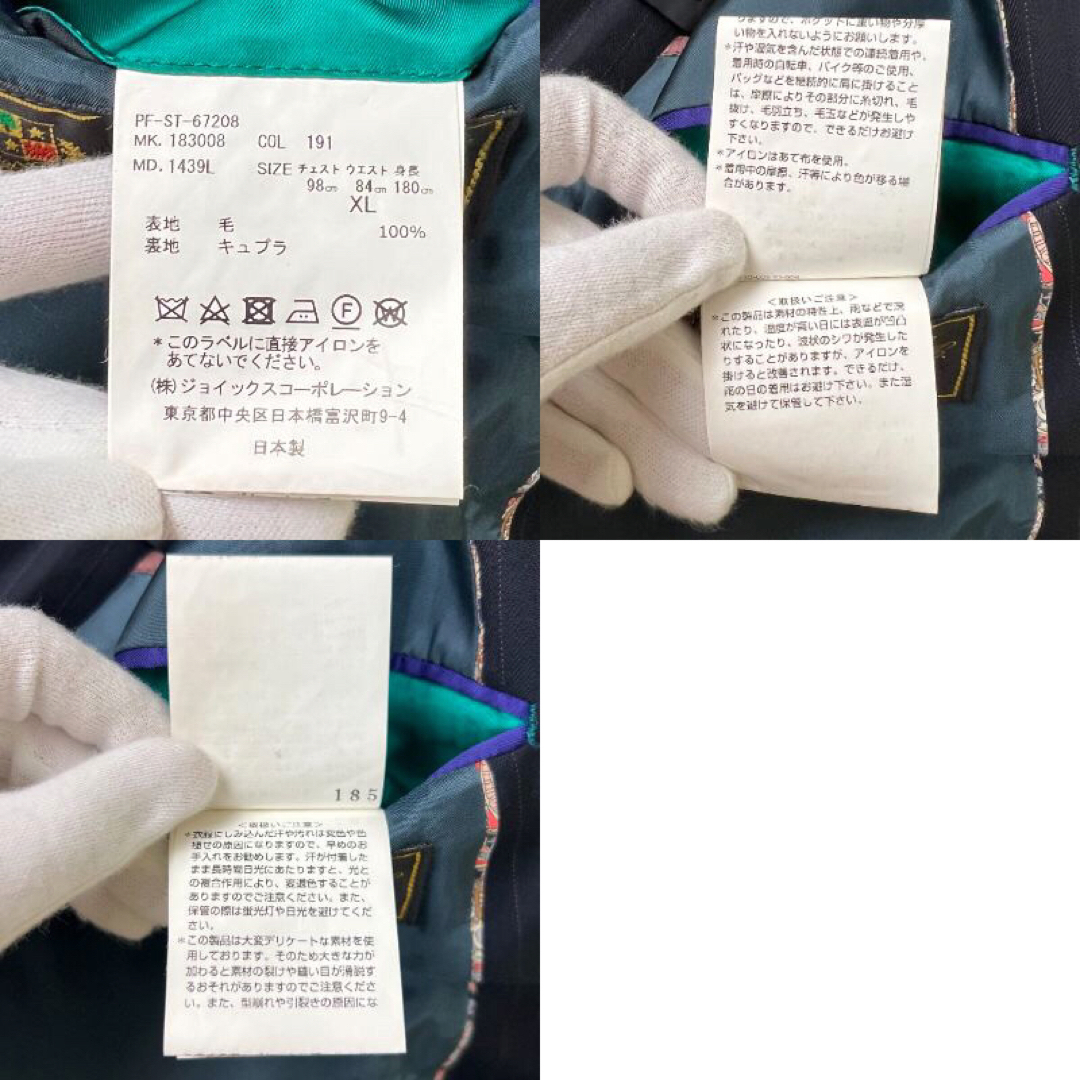 PF-ST-67208
MK. 183008 COL 191
MD. 1439L SIZE チェスト ウエスト 身長
98cm 84cm 180cm
XL
表地 毛 100%
裏地 キュプラ
F
W
*このラベルに直接アイロンを
あてないでください。
(株)ジョイックスコーポレーション
東京都中央区日本橋富沢町9-4
日本製
りますので、ポケットに重い物や分厚
い物を入れないようにお願いします。
*汗や湿気を含んだ状態での連続着用や、
着用時の自転車、バイク等のご使用、
バッグなどを継続的に肩に掛けること
は、摩擦によりその部分に糸切れ、毛
抜け、毛羽立ち、毛玉などが発生しや
すくなりますので、できるだけお避け
下さい。
*アイロンはあて布を使用。
*着用中の摩擦、汗等により色が移る場
合があります。
<取扱いご注意>
*この製品は素材の特性上、雨などで濡
れたり、湿度が高い日には表面が凹凸
状になったり、波状のシワが発生した
りすることがありますが、アイロンを
掛けると改善されます。できるだけ、
雨の日の着用はお避け下さい。また湿
気を避けて保管して下さい。
185
<取扱いご注意>
*衣服にしみ込んだ汗や汚れは変色や色
褪せの原因になりますので、早めのお
手入れをお勧めします。汗が付着した
まま長時間日光にあたりますと、光と
の複合作用により、変退色することが
ありますのでご注意ください。また、
保管の際は蛍光灯や日光を避けてくだ
さい。
*この製品は大変デリケートな素材を使
用しております。そのため大きな力が
加わると素材の裂けや縫い目が滑脱す
るおそれがありますのでご注意くださ
い。また、型崩れや引裂きの原因にな